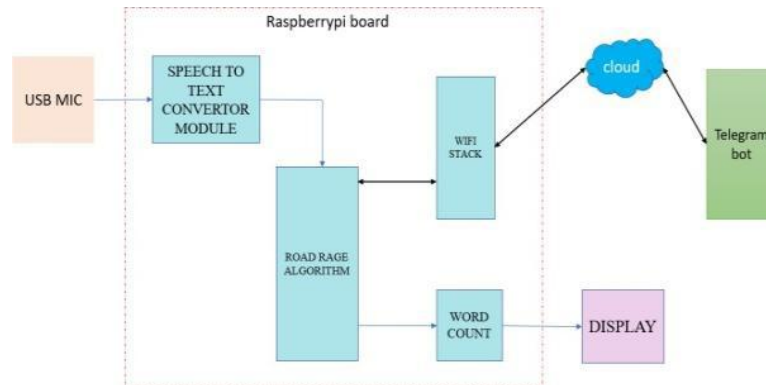 Raspberrypi board
USB MIC
SPEECH TO
TEXT
CONVERTOR
MODULE
WIFI
STACK
cloud
Telegram
bot
ROAD RAGE
ALGORITHM
WORD
COUNT
DISPLAY